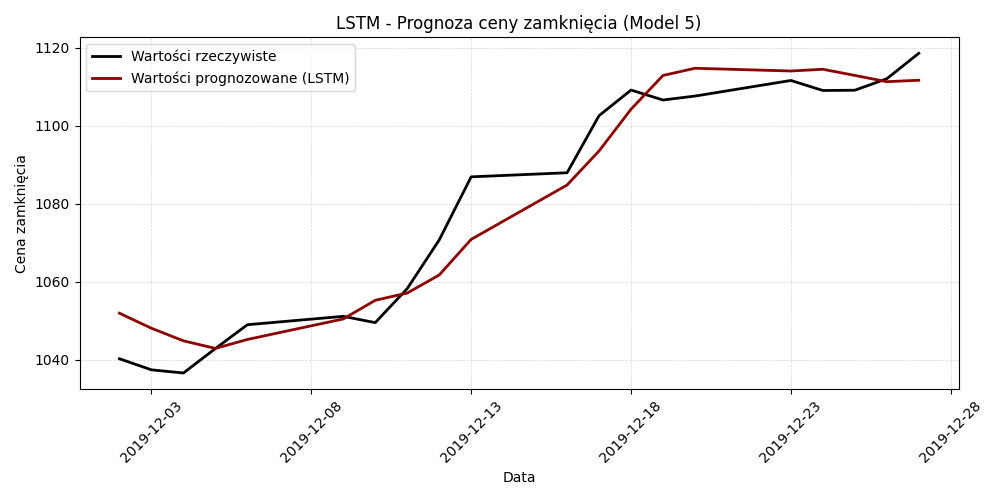 LSTM - Prognoza ceny zamknięcia (Model 5)
Wartości rzeczywiste
Wartości prognozowane (LSTM)
Cena zamknięcia
1120
1100
1080
1060
1040
2019-12-03
2019-12-08
2019-12-13
2019-12-18
2019-12-23
2019-12-28
Data